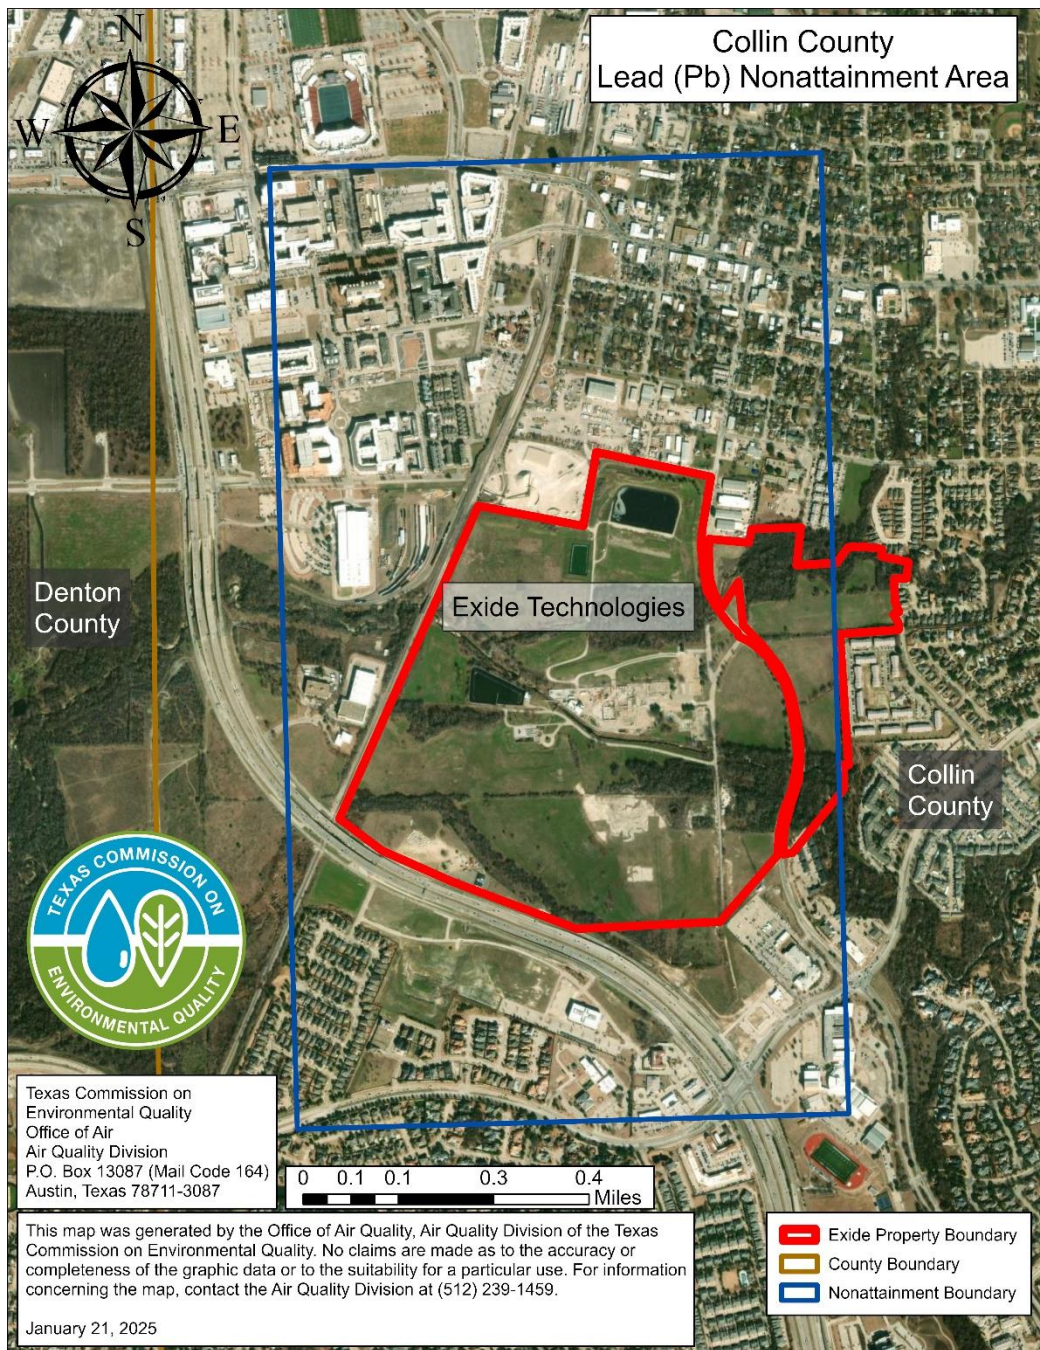 Collin County
Lead (Pb) Nonattainment Area
N
W
E
S
Denton
County
Exide Technologies
Collin
County
TEXAS COMMISSION ON
ENVIRONMENTAL QUALITY
Texas Commission on
Environmental Quality
Office of Air
Air Quality Division
P.O. Box 13087 (Mail Code 164)
Austin, Texas 78711-3087
0 0.1 0.1 0.3 0.4
Miles
This map was generated by the Office of Air Quality, Air Quality Division of the Texas
Commission on Environmental Quality. No claims are made as to the accuracy or
completeness of the graphic data or to the suitability for a particular use. For information
concerning the map, contact the Air Quality Division at (512) 239-1459.
January 21, 2025
Exide Property Boundary
County Boundary
Nonattainment Boundary